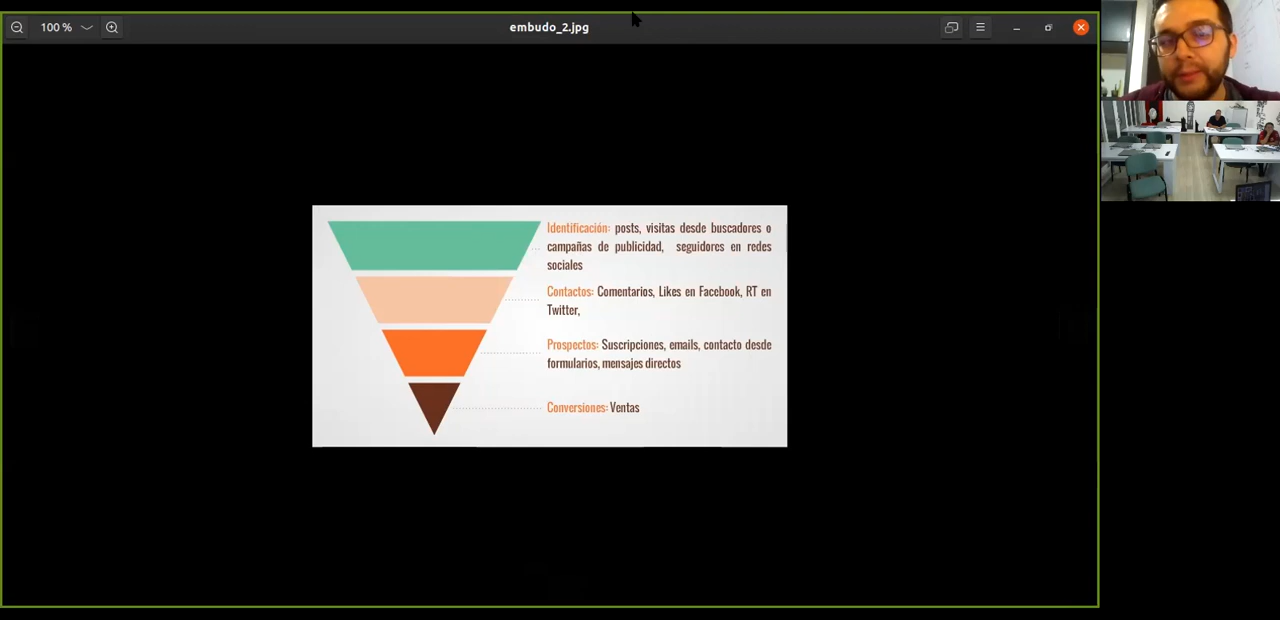 100 %
embudo_2.jpg
Identificación: posts, visitas desde buscadores o
campañas de publicidad, seguidores en redes
sociales
Contactos: Comentarios, Likes en Facebook, RT en
Twitter,
Prospectos: Suscripciones, emails, contacto desde
formularios, mensajes directos
Conversiones: Ventas